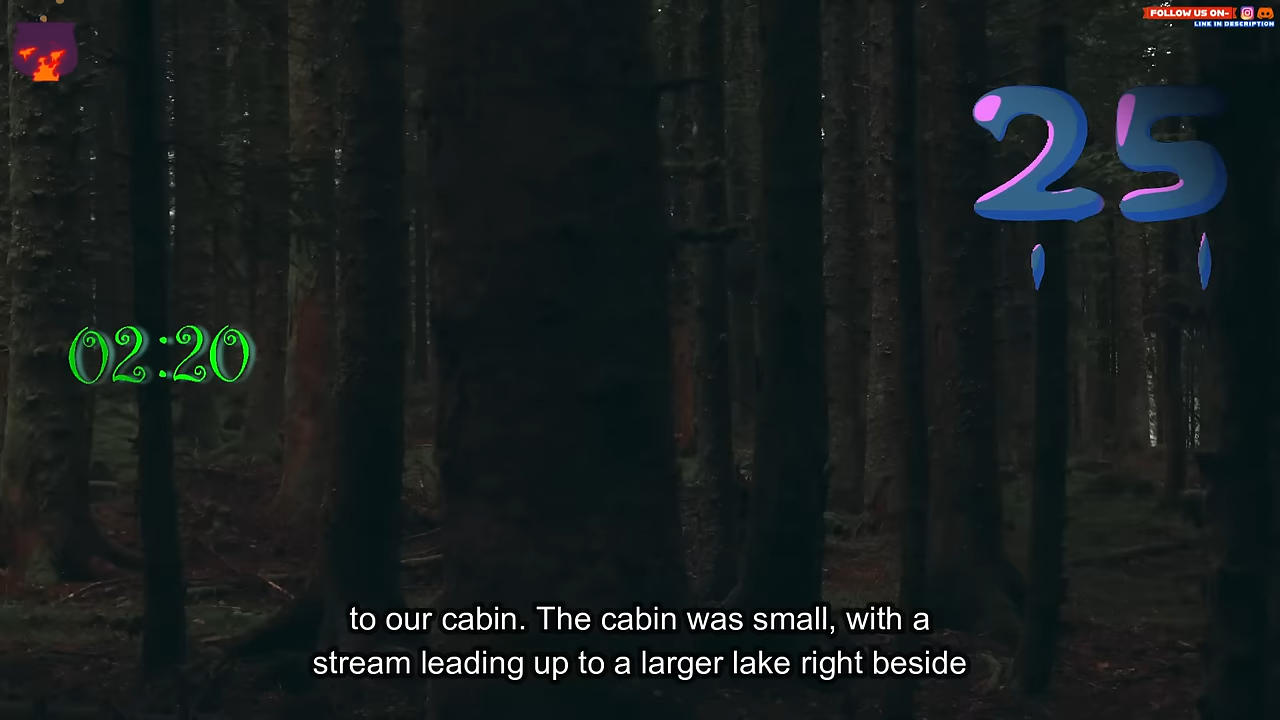 FOLLOW US ON-
LINK IN DESCRIPTION
25
02:20
to our cabin. The cabin was small, with a
stream leading up to a larger lake right beside